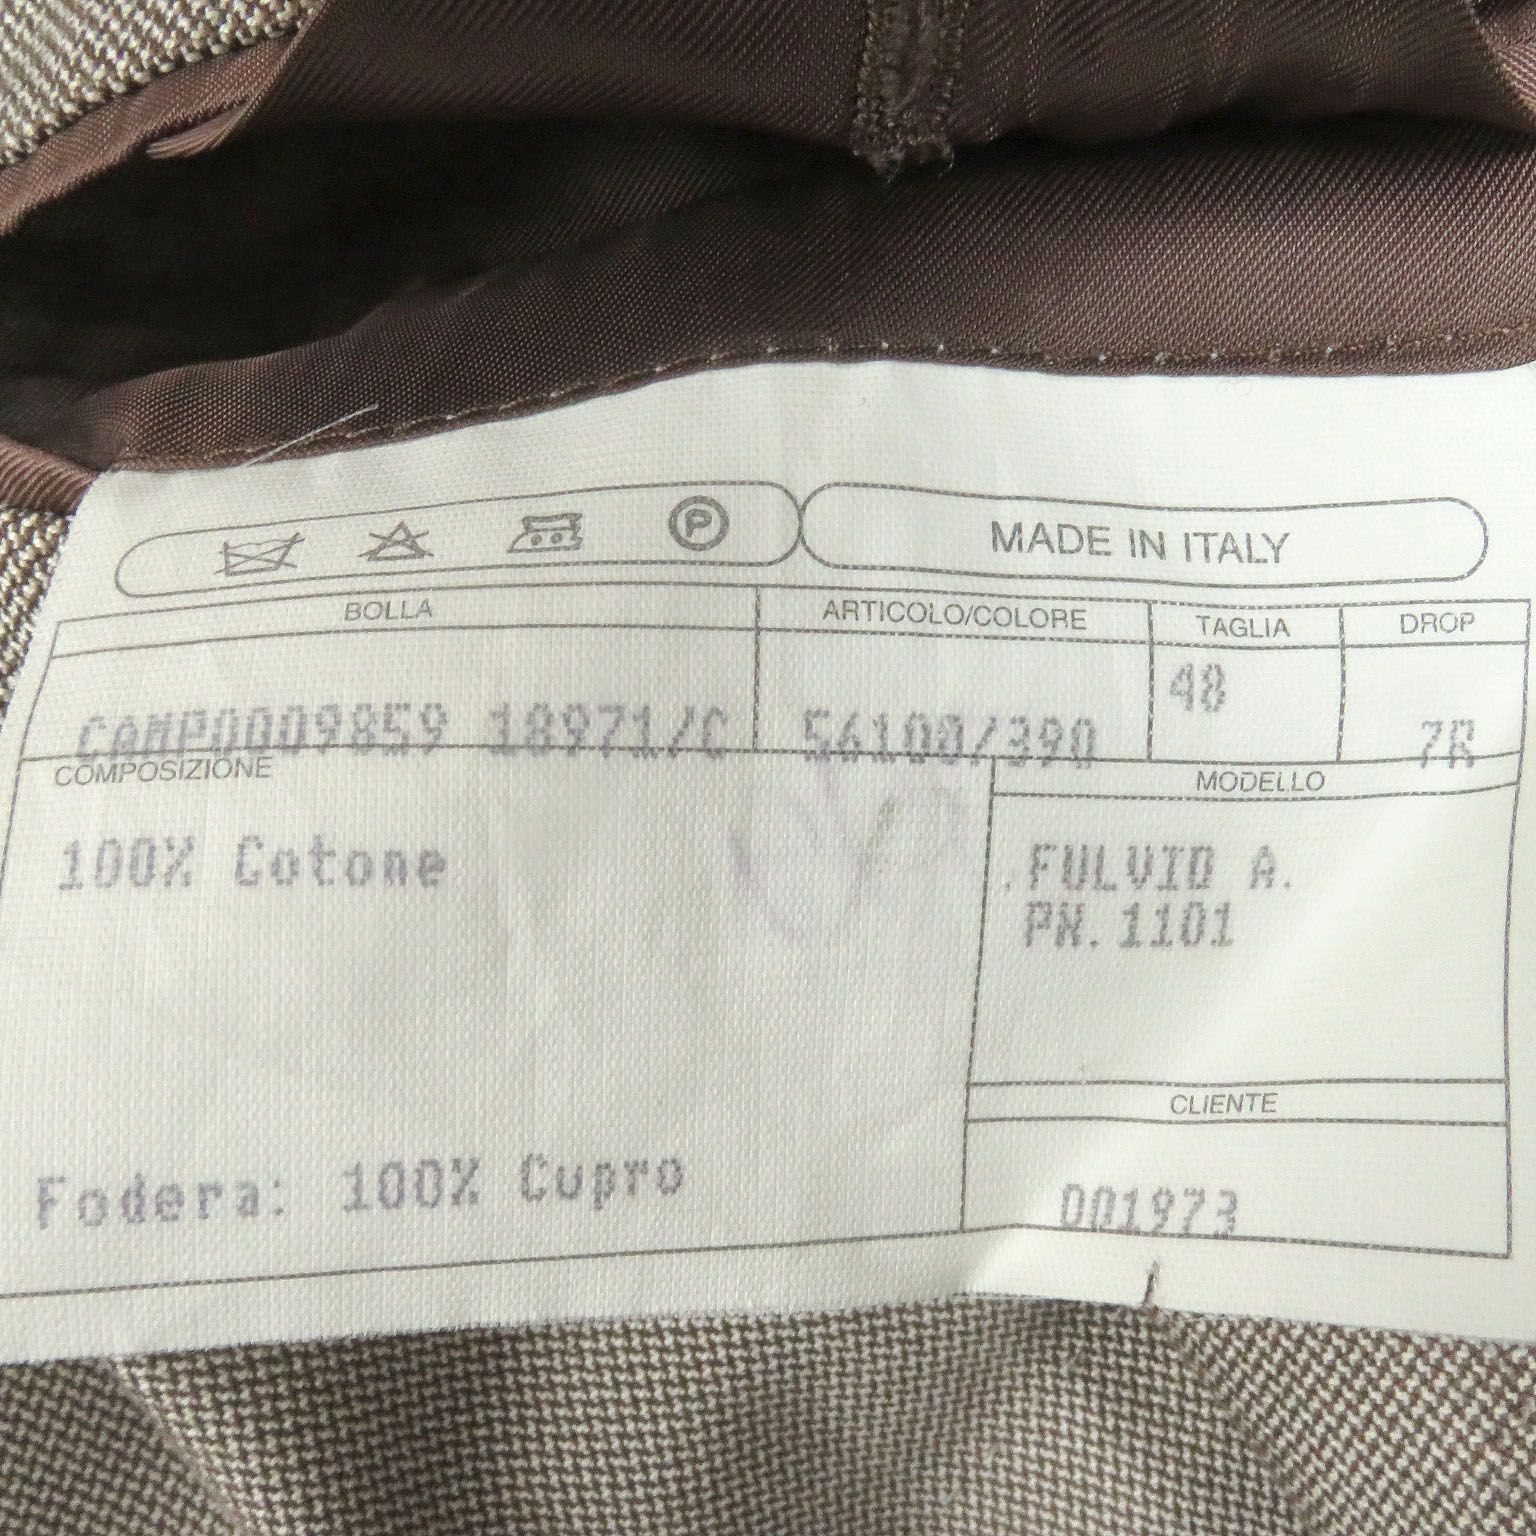 P
MADE IN ITALY
BOLLA ARTICOLO/COLORE TAGLIA DROP
CAMP0009859 18971/C 56100/390 48 7R
COMPOSIZIONE MODELLO
100% Cotone
.FULVIO A.
PN.1101
CLIENTE
Fodera: 100% Cupro
001973